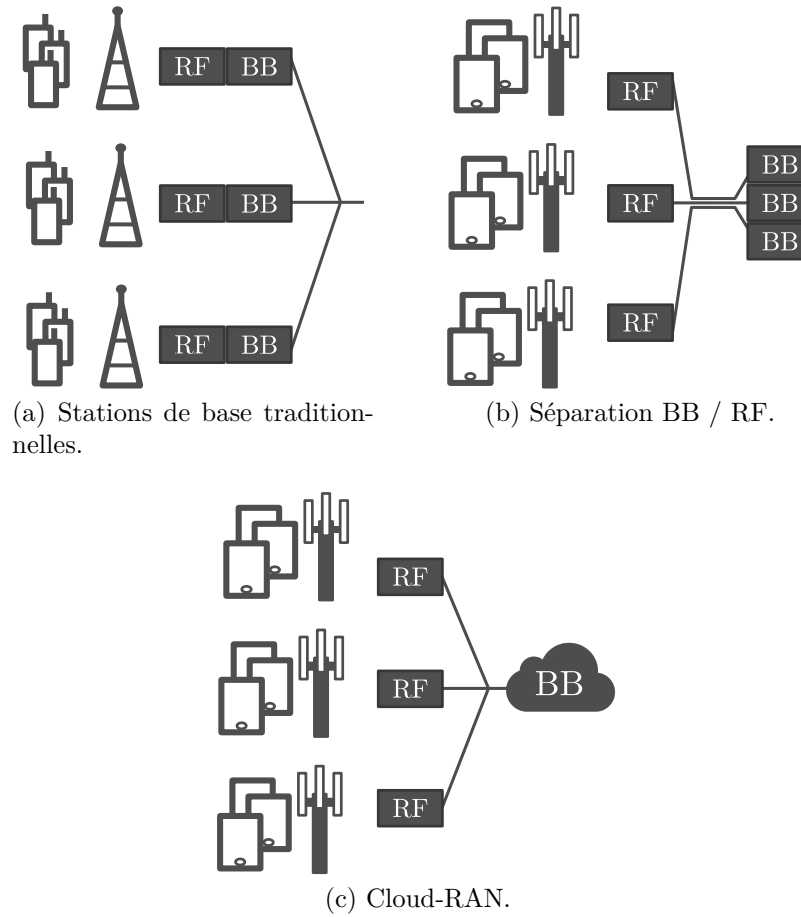 RF BB
RF BB
RF BB
(a) Stations de base tradition-
nelles.
RF
RF
RF
BB
BB
BB
(b) Séparation BB / RF.
RF
RF
RF
BB
(c) Cloud-RAN.